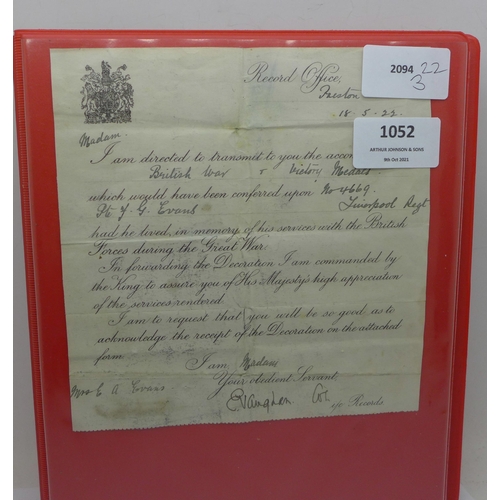 Record Office,
Preston
18-5-22
2094 22
3
1052
ARTHUR JOHNSON & SONS
9th Oct 2021
Madam.
I am directed to transmit to you the
British War & Victory Medals
which would have been conferred upon No 4669.
Pte J. G. Evans Liverpool Regt
had he lived, in memory of his services with the British
Forces during the Great War.
In forwarding the Decoration I am commanded by
the King to assure you of His Majesty's high appreciation
of the services rendered.
I am to request that you will be so good, as to
acknowledge the receipt of the Decoration on the attached
form.
I am, Madam
Your obedient Servant,
Mrs E A Evans
EVaughan Col.
Records